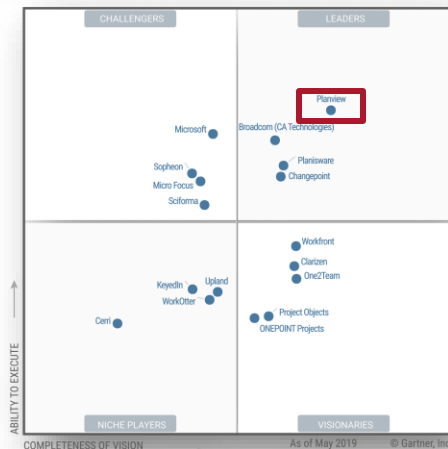 CHALLENGERS
LEADERS
Planview
Microsoft
Broadcom (CA Technologies)
Sopheon
Planisware
Micro Focus
Changepoint
Sciforma
Workfront
Clarizen
One2Team
KeyedIn
Upland
WorkOtter
Project Objects
Cerri
ONEPOINT Projects
ABILITY TO EXECUTE
NICHE PLAYERS
VISIONARIES
COMPLETENESS OF VISION
As of May 2019
© Gartner, Inc